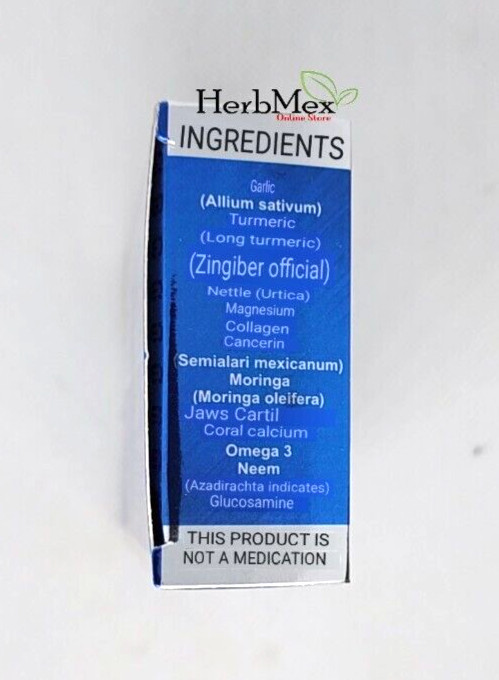 HerbMex
Online Store
INGREDIENTS
Garlic
(Allium sativum)
Turmeric
(Long turmeric)
(Zingiber official)
Nettle (Urtica)
Magnesium
Collagen
Cancerin
(Semialari mexicanum)
Moringa
(Moringa oleifera)
Jaws Cartil
Coral calcium
Omega 3
Neem
(Azadirachta indicates)
Glucosamine
THIS PRODUCT IS
NOT A MEDICATION